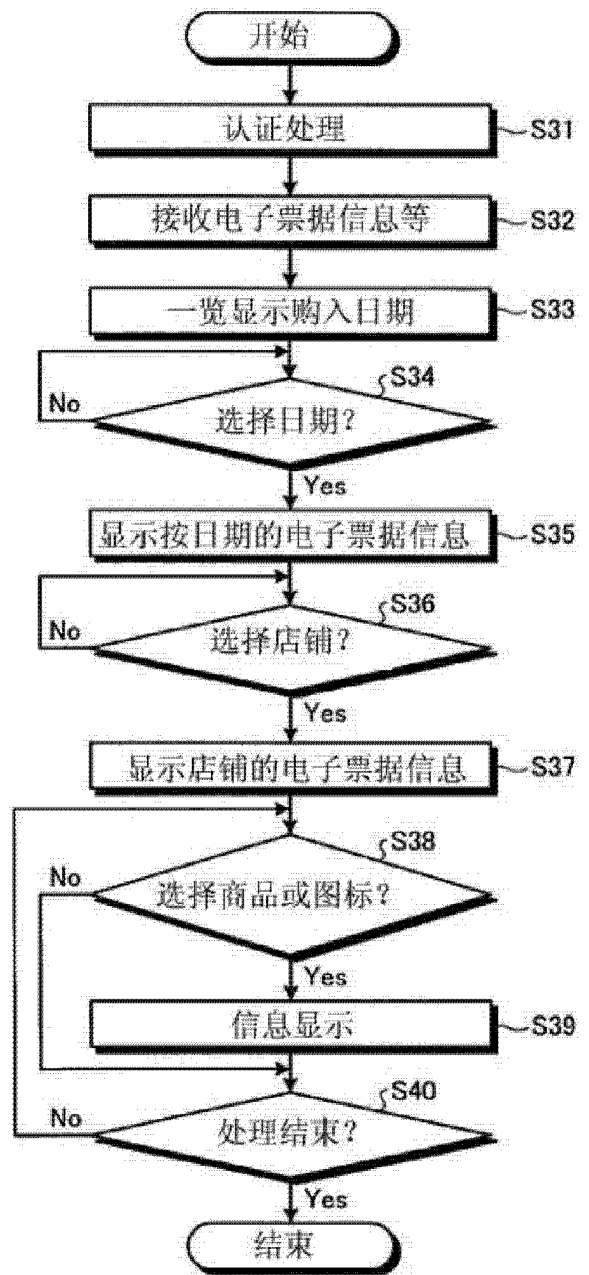 开始
认证处理
S31
接收电子票据信息等
S32
一览显示购入日期
S33
S34
No
选择日期？
Yes
显示按日期的电子票据信息
S35
S36
No
选择店铺？
Yes
显示店铺的电子票据信息
S37
S38
No
选择商品或图标？
Yes
信息显示
S39
S40
No
处理结束？
Yes
结束